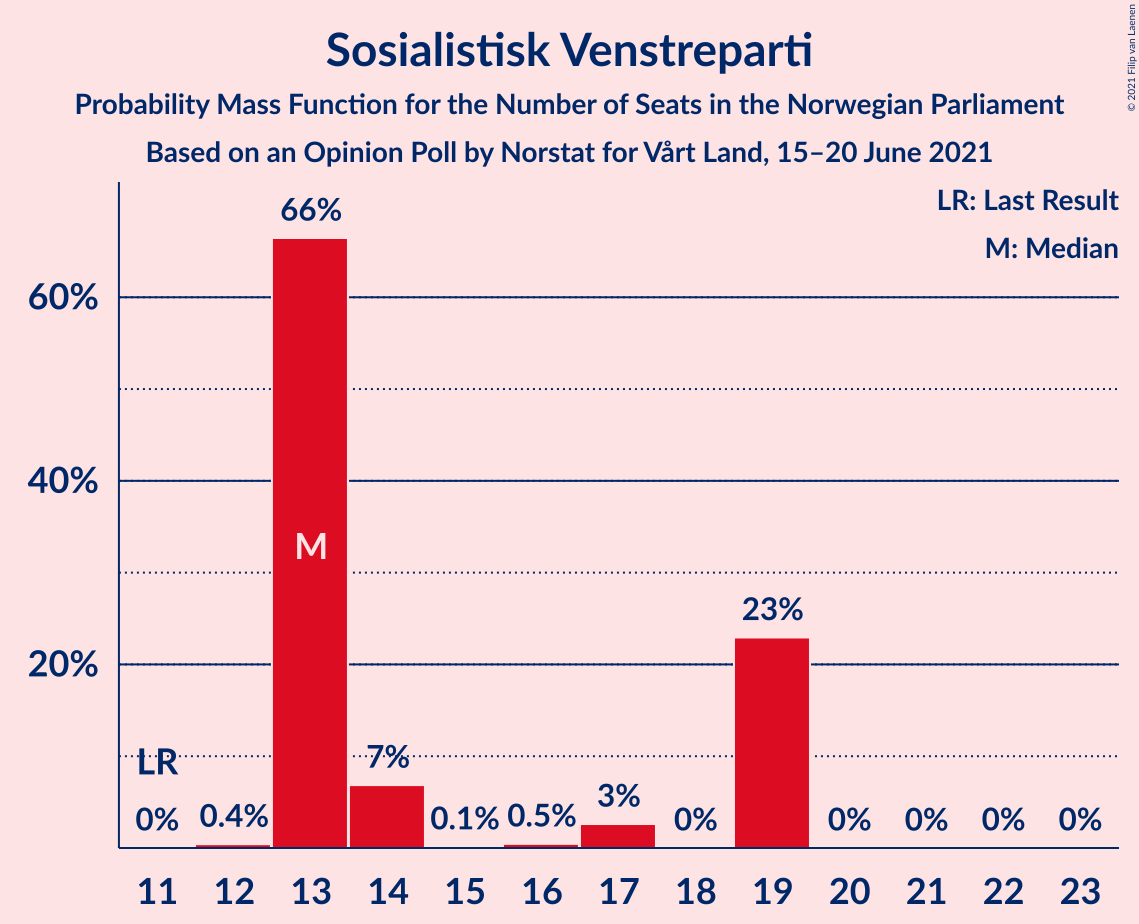 Sosialistisk Venstreparti
Probability Mass Function for the Number of Seats in the Norwegian Parliament
Based on an Opinion Poll by Norstat for Vårt Land, 15–20 June 2021
© 2021 Filip van Laenen
LR: Last Result
M: Median
60%
40%
20%
66%
M
23%
LR
7%
0%
0.4%
0.1%
0.5%
3%
0%
0%
0%
0%
0%
11 12 13 14 15 16 17 18 19 20 21 22 23